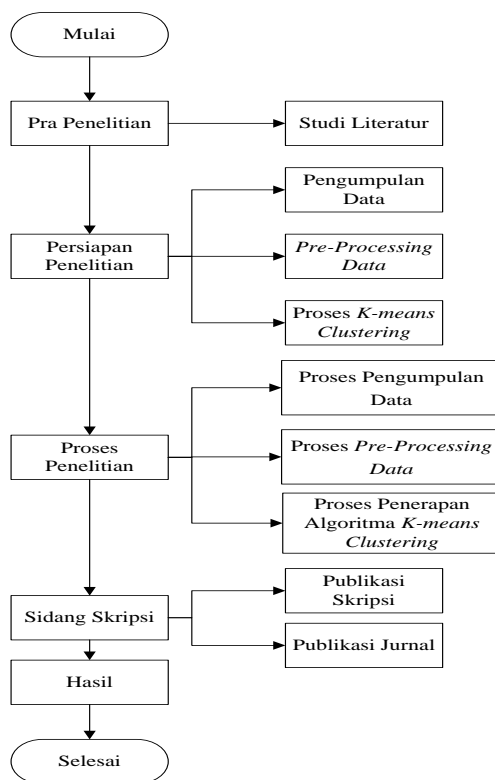 Mulai
Pra Penelitian
Studi Literatur
Pengumpulan
Data
Persiapan
Penelitian
Pre-Processing
Data
Proses K-means
Clustering
Proses Pengumpulan
Data
Proses
Penelitian
Proses Pre-Processing
Data
Proses Penerapan
Algoritma K-means
Clustering
Publikasi
Skripsi
Sidang Skripsi
Publikasi Jurnal
Hasil
Selesai